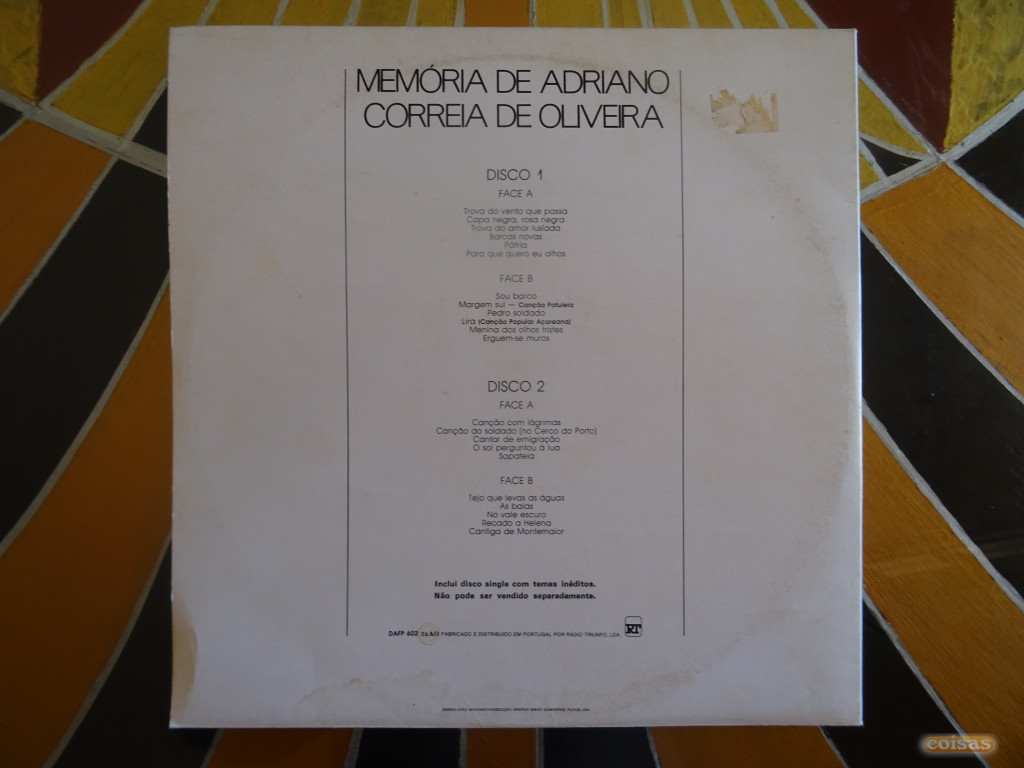 MEMÓRIA DE ADRIANO
CORREIA DE OLIVEIRA
DISCO 1
FACE A
Trova do vento que passa
Capa negra, rosa negra
Trova do amor lusíada
Barcas novas
Pátria
Para que quero eu olhos
FACE B
Sou barco
Margem sul — Canção Patuleia
Pedro soldado
Lira (Canção Popular Açoreana)
Menina dos olhos tristes
Erguem-se muros
DISCO 2
FACE A
Canção com lágrimas
Canção do soldado (no Cerco do Porto)
Cantar de emigração
O sol perguntou à lua
Sapateia
FACE B
Tejo que levas as águas
As balas
No vale escuro
Recado a Helena
Cantiga de Montemaior
Inclui disco single com temas inéditos.
Não pode ser vendido separadamente.
DAFP 602 FABRICADO E DISTRIBUIDO EM PORTUGAL POR RÁDIO TRIUNFO, LDA. RT
coisas